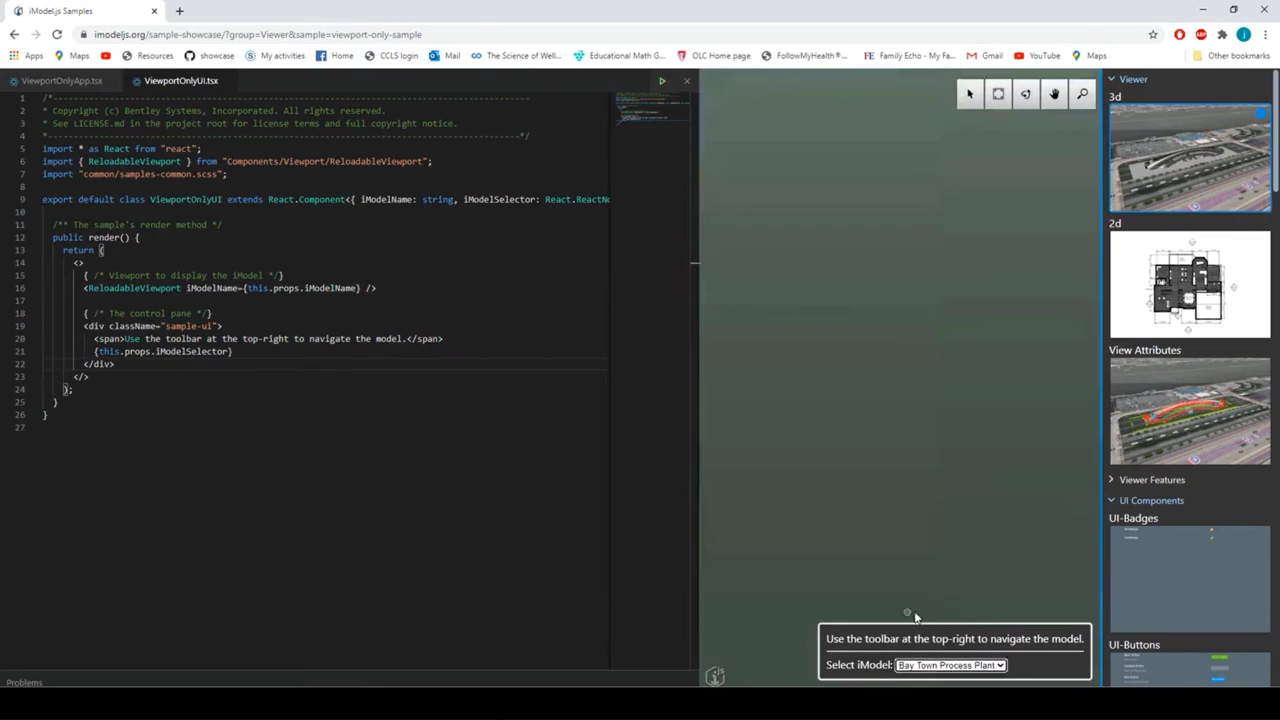 iModel.js Samples
imodeljs.org/sample-showcase/?group=Viewer&sample=viewport-only-sample
Apps
Maps
Resources
showcase
My activities
Home
CCLS login
Mail
The Science of Well...
Educational Math G...
OLC Home page
FollowMyHealth® -...
Family Echo - My Fa...
Gmail
YouTube
Maps
Other bookmarks
ViewportOnlyApp.tsx
ViewportOnlyUI.tsx
1 /*---------------------------------------------------------------------------------------------
2 * Copyright (c) Bentley Systems, Incorporated. All rights reserved.
3 * See LICENSE.md in the project root for license terms and full copyright notice.
4 *--------------------------------------------------------------------------------------------*/
5 import * as React from "react";
6 import { ReloadableViewport } from "Components/Viewport/ReloadableViewport";
7 import "common/samples-common.scss";
8
9 export default class ViewportOnlyUI extends React.Component<{ iModelName: string, iModelSelector: React.ReactNo
10
11 /** The sample's render method */
12 public render() {
13 return (
14 <>
15 { /* Viewport to display the iModel */}
16 <ReloadableViewport iModelName={this.props.iModelName} />
17
18 { /* The control pane */}
19 <div className="sample-ui">
20 <span>Use the toolbar at the top-right to navigate the model.</span>
21 {this.props.iModelSelector}
22 </div>
23 </>
24 );
25 }
26 }
27
Problems
Use the toolbar at the top-right to navigate the model.
Select iModel: Bay Town Process Plant
Viewer
3d
2d
View Attributes
Viewer Features
UI Components
UI-Badges
UI-Buttons